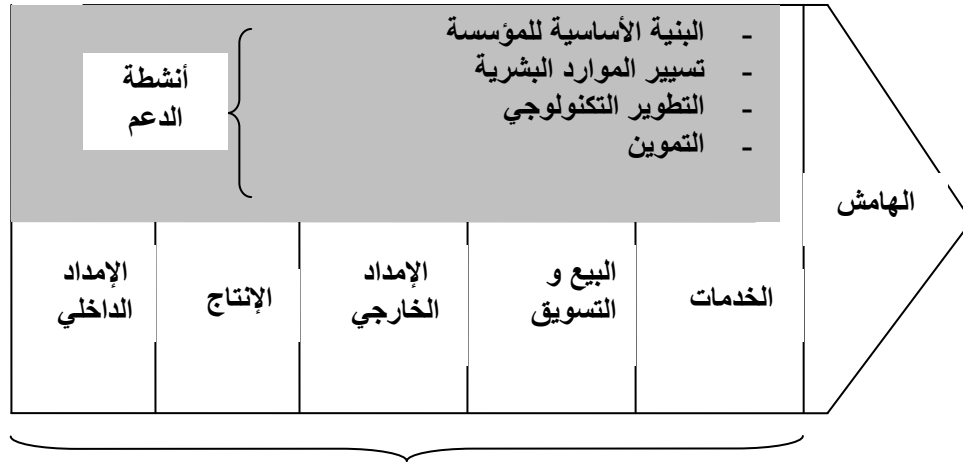 - البنية الأساسية للمؤسسة
- تسيير الموارد البشرية
- التطوير التكنولوجي
- التموين
أنشطة
الدعم
الهامش
الإمداد
الداخلي
الإنتاج
الإمداد
الخارجي
البيع و
التسويق
الخدمات